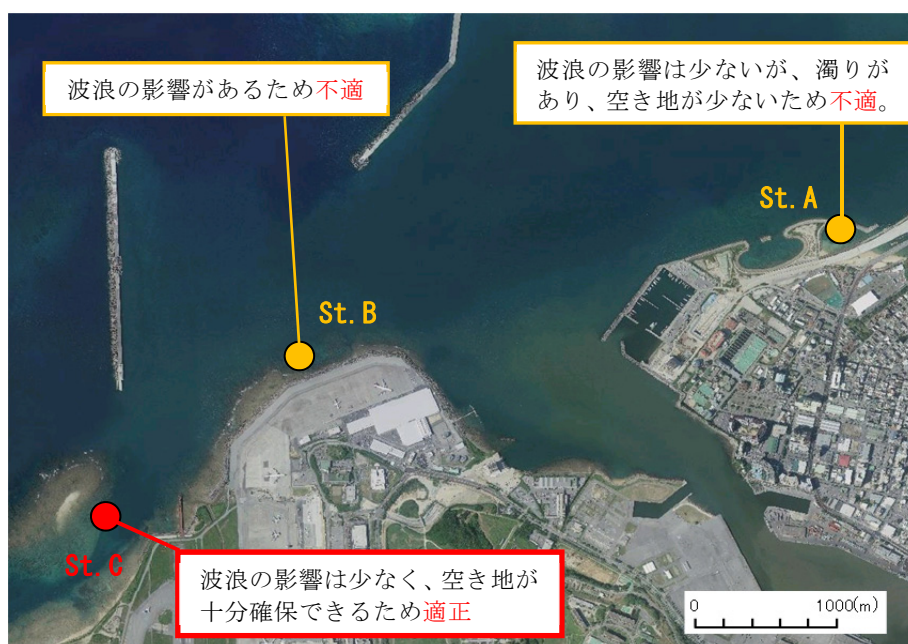 波浪の影響があるため不適
波浪の影響は少ないが、濁りが
あり、空き地が少ないため不適。
St. A
St. B
St. C
波浪の影響は少なく、空き地が
十分確保できるため適正
0 1000(m)